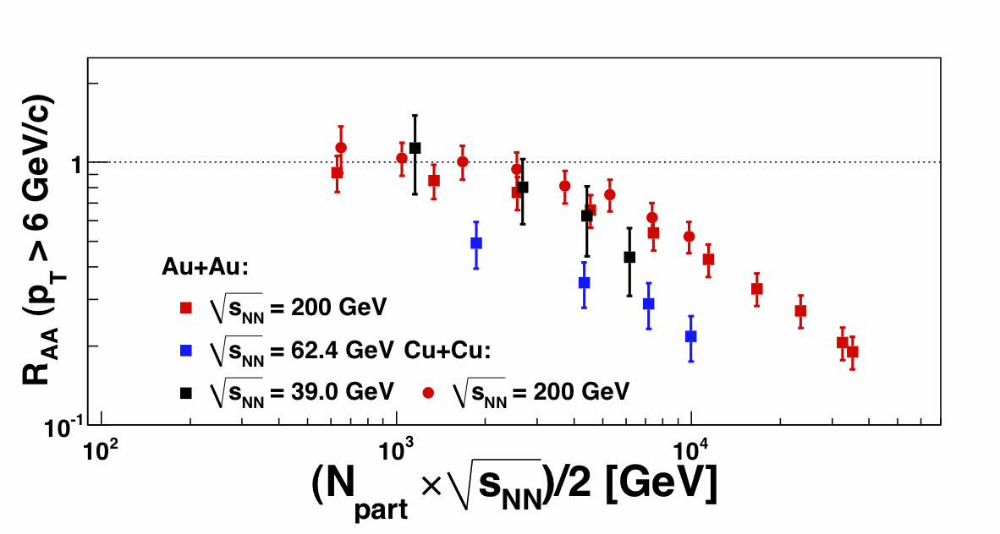 R_AA (p_T > 6 GeV/c)
1
10^-1
Au+Au:
√s_NN = 200 GeV
√s_NN = 62.4 GeV Cu+Cu:
√s_NN = 39.0 GeV √s_NN = 200 GeV
10^2 10^3 10^4
(N_part ×√s_NN)/2 [GeV]